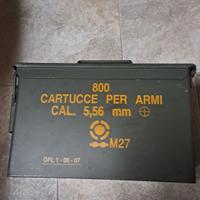 800
CARTUCCE PER ARMI
CAL. 5,56 mm
M27
OFL 1 - 06 - 07